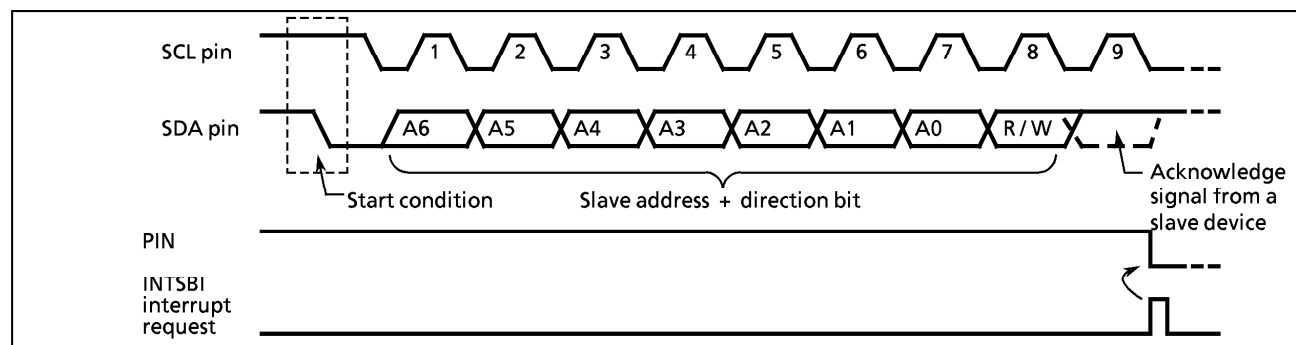 SCL pin
1 2 3 4 5 6 7 8 9
SDA pin
A6 A5 A4 A3 A2 A1 A0 R / W
Start condition
Slave address + direction bit
Acknowledge
signal from a
slave device
PIN
INTSBI
interrupt
request